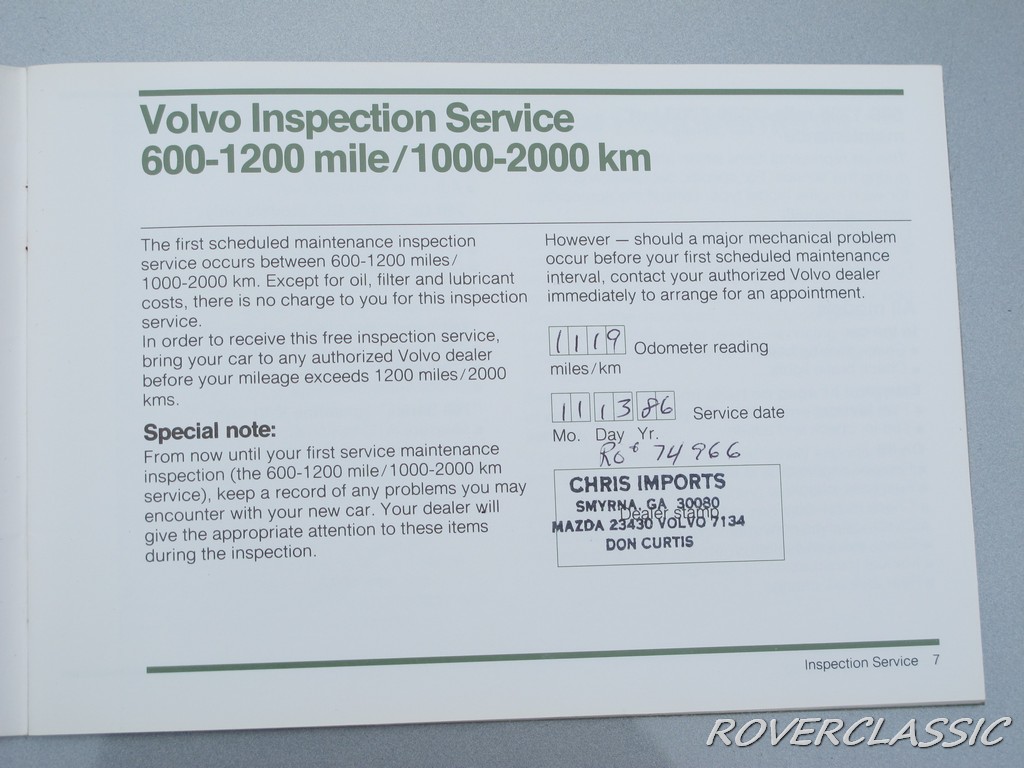 Volvo Inspection Service
600-1200 mile/1000-2000 km
The first scheduled maintenance inspection
service occurs between 600-1200 miles/
1000-2000 km. Except for oil, filter and lubricant
costs, there is no charge to you for this inspection
service.
In order to receive this free inspection service,
bring your car to any authorized Volvo dealer
before your mileage exceeds 1200 miles/2000
kms.
Special note:
From now until your first service maintenance
inspection (the 600-1200 mile/1000-2000 km
service), keep a record of any problems you may
encounter with your new car. Your dealer will
give the appropriate attention to these items
during the inspection.
However — should a major mechanical problem
occur before your first scheduled maintenance
interval, contact your authorized Volvo dealer
immediately to arrange for an appointment.
1119 Odometer reading
miles/km
11 13 86 Service date
Mo. Day Yr.
RO# 74966
CHRIS IMPORTS
SMYRNA, GA 30080
Dealer stamp
MAZDA 23430 VOLVO 7134
DON CURTIS
Inspection Service 7
ROVERCLASSIC